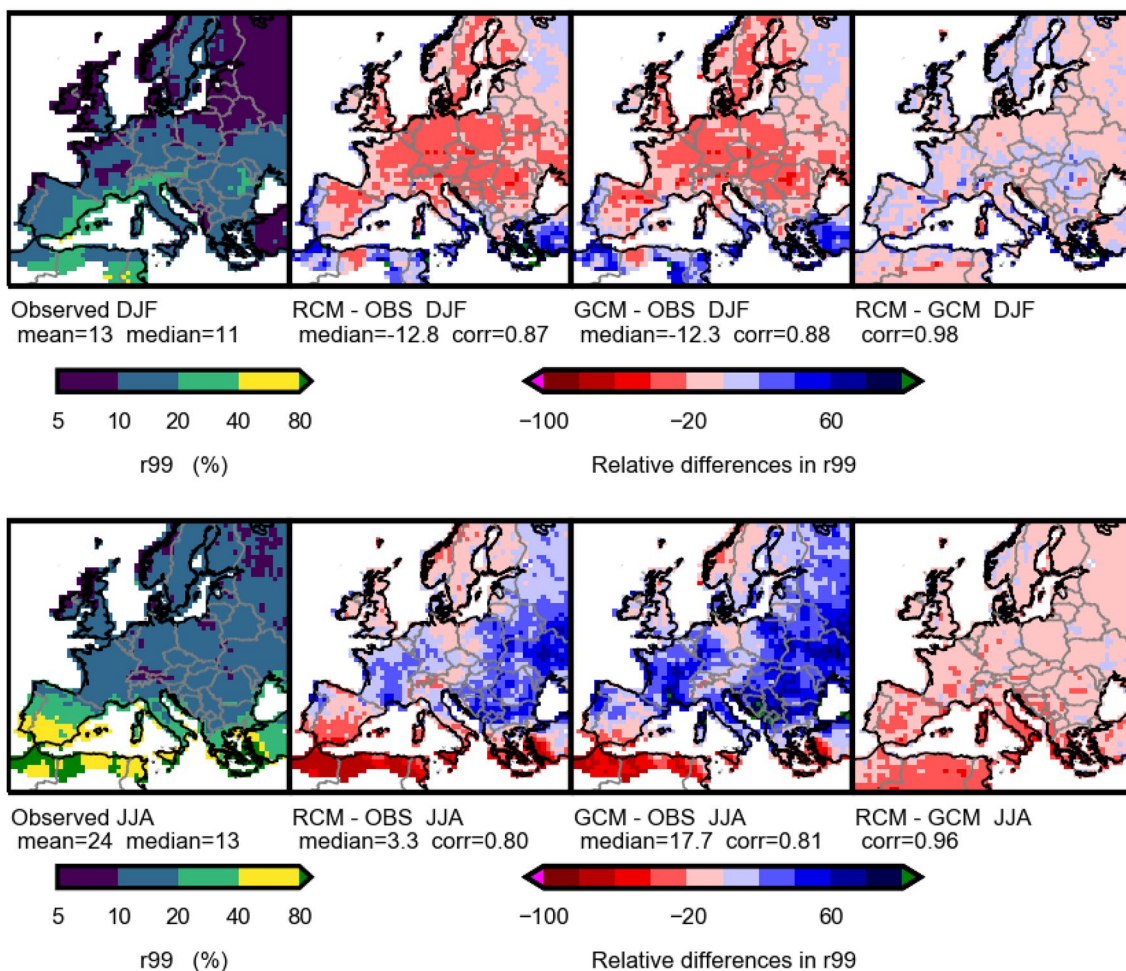 Observed DJF
mean=13 median=11
RCM - OBS DJF
median=-12.8 corr=0.87
GCM - OBS DJF
median=-12.3 corr=0.88
RCM - GCM DJF
corr=0.98
5 10 20 40 80
r99 (%)
−100 −20 60
Relative differences in r99
Observed JJA
mean=24 median=13
RCM - OBS JJA
median=3.3 corr=0.80
GCM - OBS JJA
median=17.7 corr=0.81
RCM - GCM JJA
corr=0.96
5 10 20 40 80
r99 (%)
−100 −20 60
Relative differences in r99